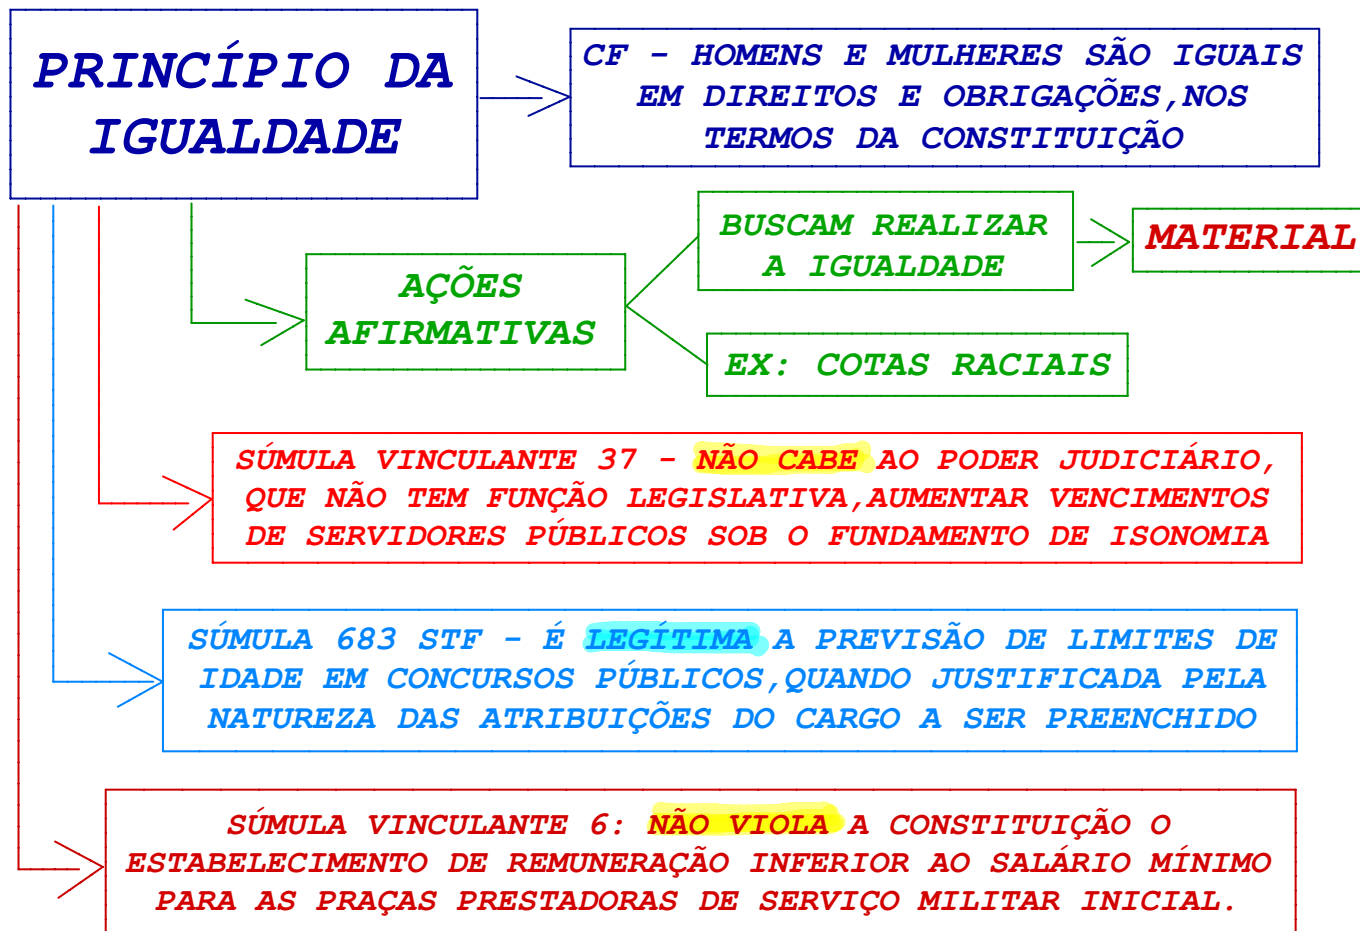 PRINCÍPIO DA
IGUALDADE
CF - HOMENS E MULHERES SÃO IGUAIS
EM DIREITOS E OBRIGAÇÕES,NOS
TERMOS DA CONSTITUIÇÃO
AÇÕES
AFIRMATIVAS
BUSCAM REALIZAR
A IGUALDADE
MATERIAL
EX: COTAS RACIAIS
SÚMULA VINCULANTE 37 - NÃO CABE AO PODER JUDICIÁRIO,
QUE NÃO TEM FUNÇÃO LEGISLATIVA,AUMENTAR VENCIMENTOS
DE SERVIDORES PÚBLICOS SOB O FUNDAMENTO DE ISONOMIA
SÚMULA 683 STF - É LEGÍTIMA A PREVISÃO DE LIMITES DE
IDADE EM CONCURSOS PÚBLICOS,QUANDO JUSTIFICADA PELA
NATUREZA DAS ATRIBUIÇÕES DO CARGO A SER PREENCHIDO
SÚMULA VINCULANTE 6: NÃO VIOLA A CONSTITUIÇÃO O
ESTABELECIMENTO DE REMUNERAÇÃO INFERIOR AO SALÁRIO MÍNIMO
PARA AS PRAÇAS PRESTADORAS DE SERVIÇO MILITAR INICIAL.